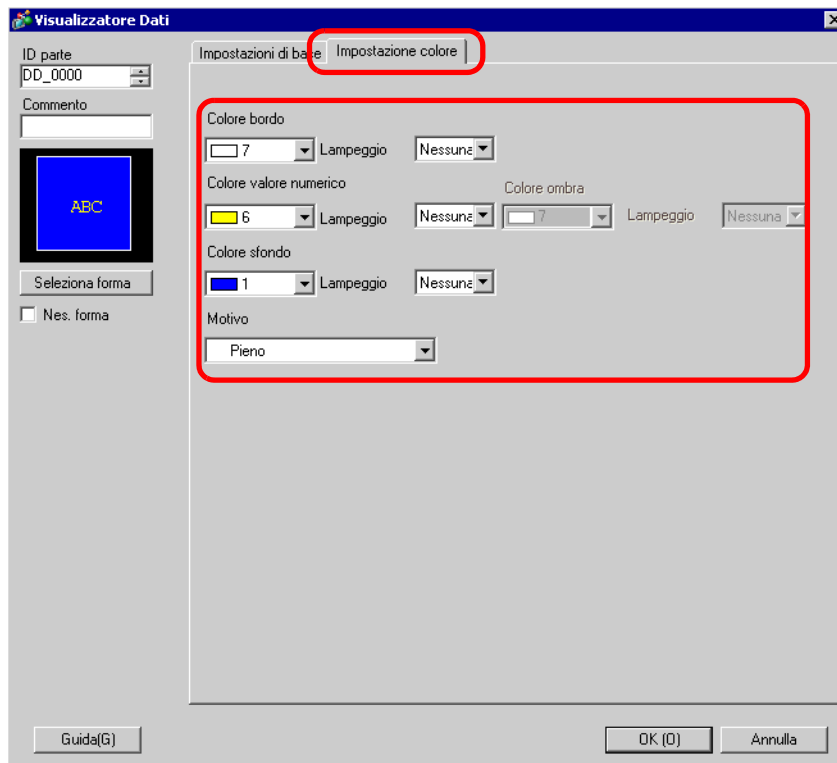 Visualizzatore Dati
ID parte
DD_0000
Commento
ABC
Seleziona forma
Nes. forma
Impostazioni di base Impostazione colore
Colore bordo
7 Lampeggio Nessuna
Colore valore numerico Colore ombra
6 Lampeggio Nessuna 7 Lampeggio Nessuna
Colore sfondo
1 Lampeggio Nessuna
Motivo
Pieno
Guida(G) OK (O) Annulla